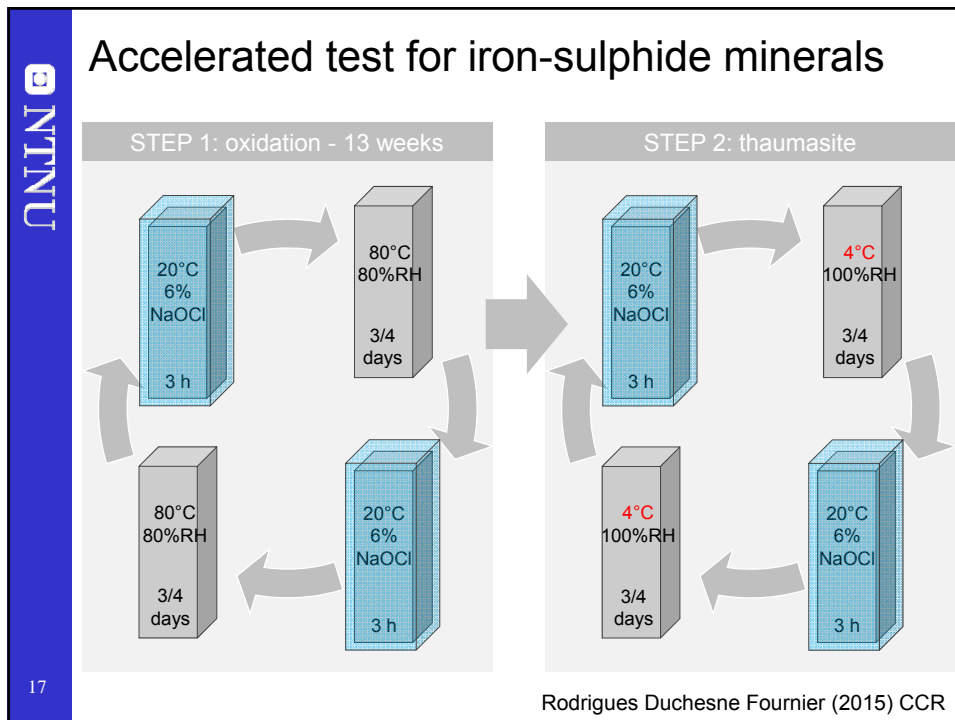 Accelerated test for iron-sulphide minerals
NTNU
STEP 1: oxidation - 13 weeks
20°C
6%
NaOCl
3 h
80°C
80%RH
3/4
days
80°C
80%RH
3/4
days
20°C
6%
NaOCl
3 h
STEP 2: thaumasite
20°C
6%
NaOCl
3 h
4°C
100%RH
3/4
days
4°C
100%RH
3/4
days
20°C
6%
NaOCl
3 h
17
Rodrigues Duchesne Fournier (2015) CCR